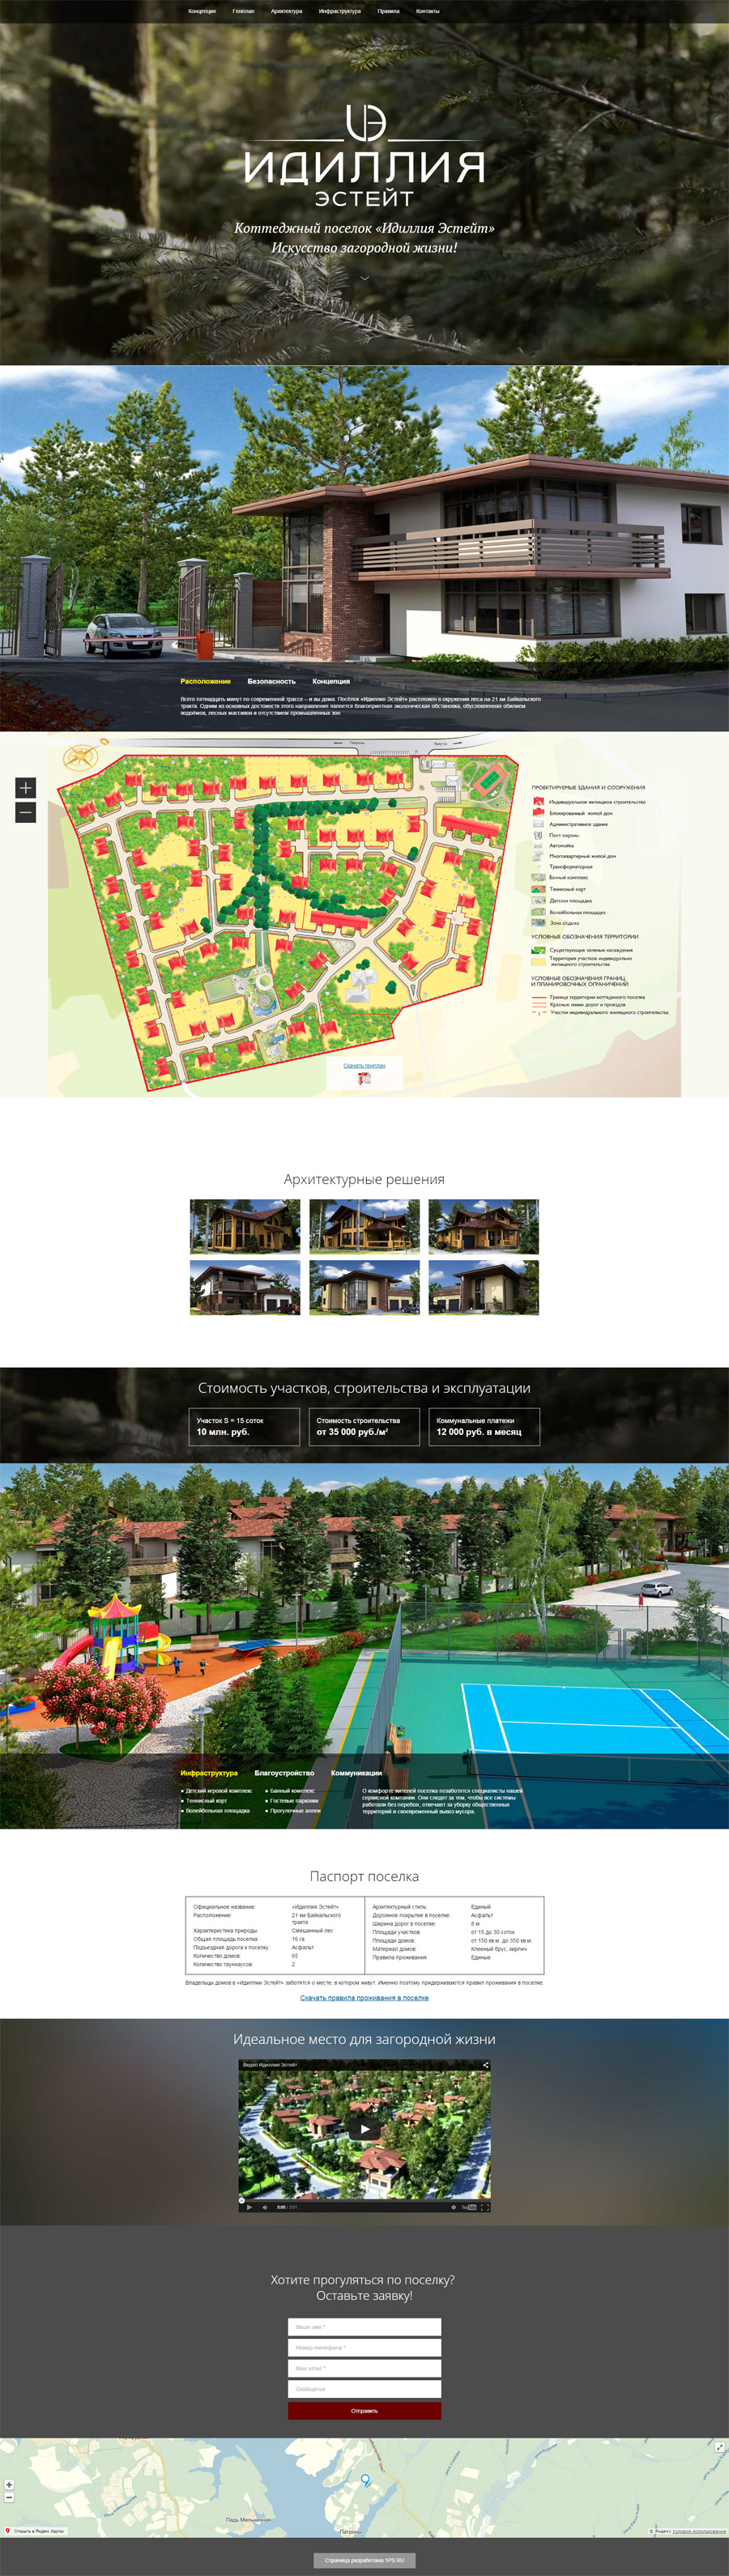 Концепция Генплан Архитектура Инфраструктура Правила Контакты
ИДИЛЛИЯ
ЭСТЕЙТ
Коттеджный поселок «Идиллия Эстейт»
Искусство загородной жизни!
Расположение Безопасность Концепция
Всего пятнадцать минут по современной трассе – и вы дома. Посёлок «Идиллия Эстейт» расположен в окружении леса на 21 км Байкальского
тракта. Одним из основных достоинств этого направления является благоприятная экологическая обстановка, обусловленная обилием
водоёмов, лесных массивов и отсутствием промышленных зон.
ПРОЕКТИРУЕМЫЕ ЗДАНИЯ И СООРУЖЕНИЯ
Индивидуальное жилищное строительство
Блокированный жилой дом
Административное здание
Пост охраны
Автомойка
Многоквартирный жилой дом
Трансформаторная
Банный комплекс
Теннисный корт
Детская площадка
Волейбольная площадка
Зона отдыха
УСЛОВНЫЕ ОБОЗНАЧЕНИЯ ТЕРРИТОРИИ
Существующие зеленые насаждения
Территория участков индивидуально
жилищного строительства
УСЛОВНЫЕ ОБОЗНАЧЕНИЯ ГРАНИЦ
И ПЛАНИРОВОЧНЫХ ОГРАНИЧЕНИЙ
Граница территории коттеджного поселка
Красные линии дорог и проездов
Участки индивидуального жилищного строительства
Скачать генплан
Архитектурные решения
Стоимость участков, строительства и эксплуатации
Участок S = 15 соток
10 млн. руб.
Стоимость строительства
от 35 000 руб./м²
Коммунальные платежи
12 000 руб. в месяц
Инфраструктура Благоустройство Коммуникации
Детский игровой комплекс
Теннисный корт
Волейбольная площадка
Банный комплекс
Гостевые парковки
Прогулочные аллеи
О комфорте жителей поселка позаботятся специалисты нашей
сервисной компании. Они следят за тем, чтобы все системы
работали без перебоя, отвечают за уборку общественных
территорий и своевременный вывоз мусора.
Паспорт поселка
Официальное название: «Идиллия Эстейт»
Расположение: 21 км Байкальского
тракта
Характеристика природы: Смешанный лес
Общая площадь поселка: 16 га
Подъездная дорога к поселку: Асфальт
Количество домов: 65
Количество таунхаусов: 2
Архитектурный стиль: Единый
Дорожное покрытие в поселке: Асфальт
Ширина дорог в поселке: 8 м
Площади участков: от 15 до 30 соток
Площади домов: от 150 кв м. до 350 кв м.
Материал домов: Клееный брус, кирпич
Правила проживания: Единые
Владельцы домов в «Идиллии Эстейт» заботятся о месте, в котором живут. Именно поэтому придерживаются правил проживания в поселке.
Скачать правила проживания в поселке
Идеальное место для загородной жизни
Видео Идиллия Эстейт
Хотите прогуляться по поселку?
Оставьте заявку!
Ваше имя *
Номер телефона *
Ваш email *
Сообщение
Отправить
Падь Мельничная
Патроны
Открыть в Яндекс.Картах
© Яндекс Условия использования
Страница разработана 1PS.RU